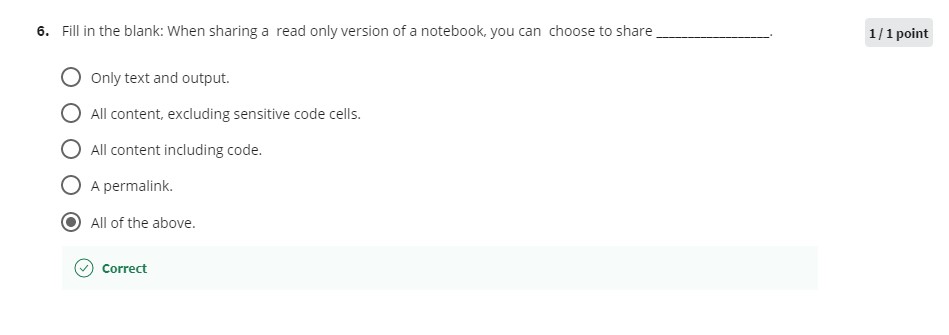 6. Fill in the blank: When sharing a read only version of a notebook, you can choose to share __________________.
1 / 1 point
Only text and output.
All content, excluding sensitive code cells.
All content including code.
A permalink.
All of the above.
Correct